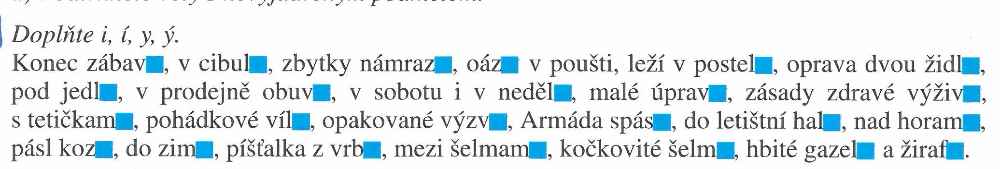 Doplňte i, í, y, ý.
Konec zábav■, v cibul■, zbytky námraz■, oáz■ v poušti, leží v postel■, oprava dvou židl■,
pod jedl■, v prodejně obuv■, v sobotu i v neděl■, malé úprav■, zásady zdravé výživ■,
s tetičkam■, pohádkové víl■, opakované výzv■, Armáda spás■, do letištní hal■, nad horam■,
pásl koz■, do zim■, píšťalka z vrb■, mezi šelmam■, kočkovité šelm■, hbité gazel■ a žiraf■.